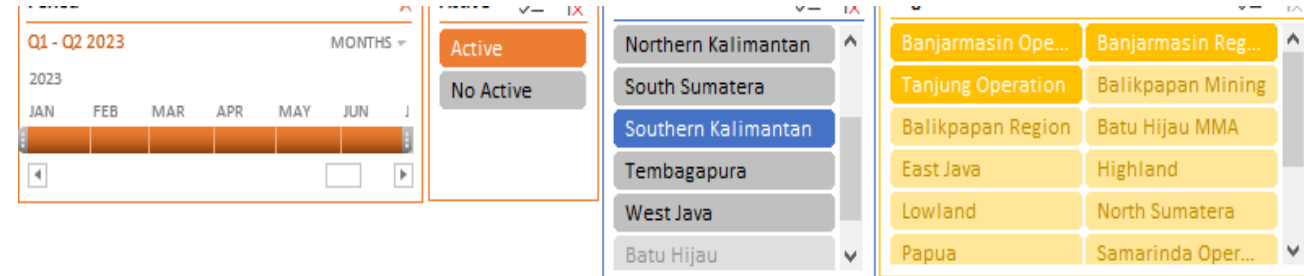 Q1 - Q2 2023 MONTHS
2023
JAN FEB MAR APR MAY JUN
Active
No Active
Northern Kalimantan
South Sumatera
Southern Kalimantan
Tembagapura
West Java
Batu Hijau
Banjarmasin Ope... Banjarmasin Reg...
Tanjung Operation Balikpapan Mining
Balikpapan Region Batu Hijau MMA
East Java Highland
Lowland North Sumatera
Papua Samarinda Oper...